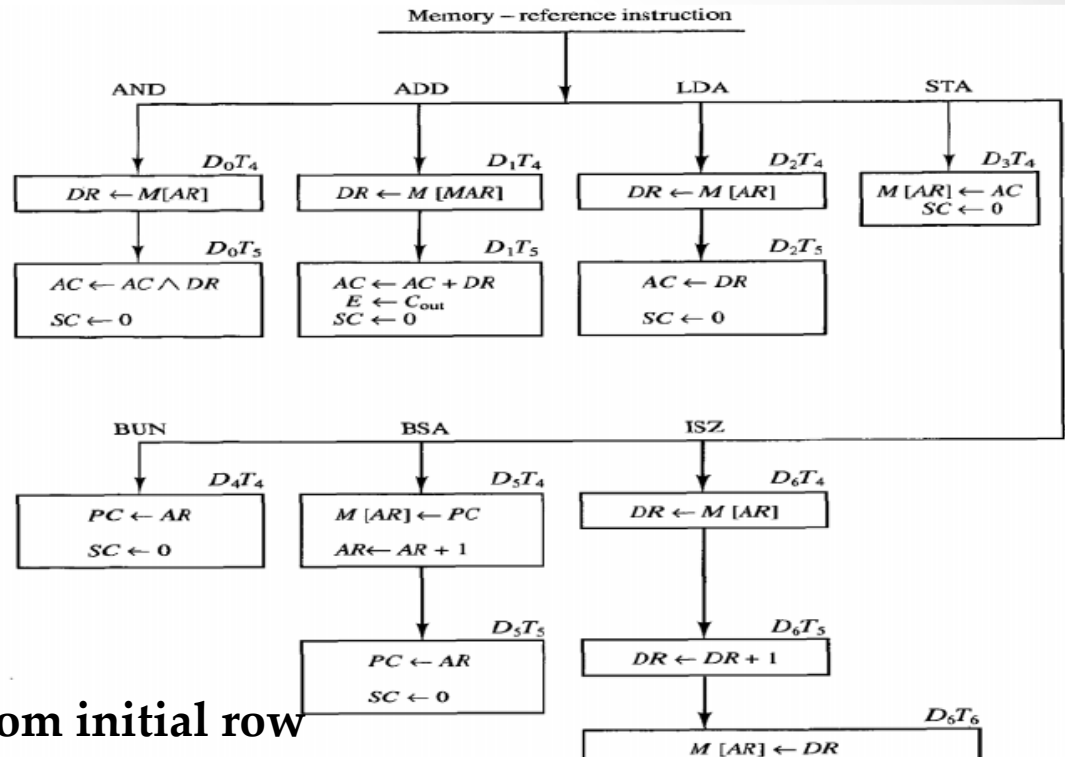 Memory – reference instruction
AND
ADD
LDA
STA
D₀T₄
D₁T₄
D₂T₄
D₃T₄
DR ← M[AR]
DR ← M [MAR]
DR ← M [AR]
M [AR] ← AC
SC ← 0
D₀T₅
D₁T₅
D₂T₅
AC ← AC ∧ DR
SC ← 0
AC ← AC + DR
E ← Cout
SC ← 0
AC ← DR
SC ← 0
BUN
BSA
ISZ
D₄T₄
D₅T₄
D₆T₄
PC ← AR
SC ← 0
M [AR] ← PC
AR← AR + 1
DR ← M [AR]
D₅T₅
D₆T₅
PC ← AR
SC ← 0
DR ← DR + 1
om initial row
D₆T₆
M [AR] ← DR